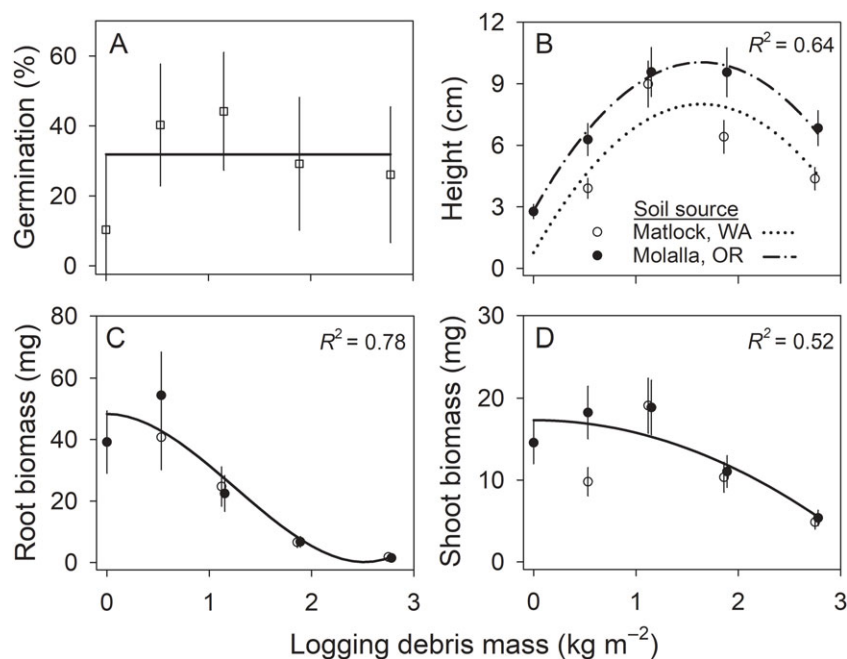 A
Germination (%)
60
40
20
0
B
R² = 0.64
Height (cm)
12
9
6
3
0
Soil source
Matlock, WA
Molalla, OR
C
R² = 0.78
Root biomass (mg)
80
60
40
20
0
0 1 2 3
D
R² = 0.52
Shoot biomass (mg)
30
20
10
0
0 1 2 3
Logging debris mass (kg m⁻²)